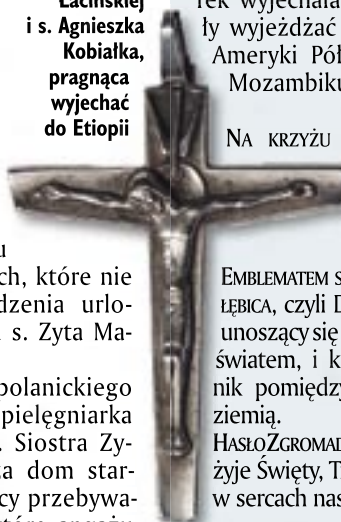 Łacińskiej
i s. Agnieszka
Kobiałka,
pragnąca
wyjechać
do Etiopii
ch, które nie
dzenia urlo-
s. Zyta Ma-
polanickiego
pielęgniarka
. Siostra Zy-
za dom star-
cy przebywa-
rek wyjechała
ły wyjeżdżać
Ameryki Pół
Mozambiku
NA KRZYŻU
EMBLEMATEM S
ŁĘBICA, czyli D
unoszący się
światem, i k
nik pomiędzy
ziemią.
HASŁO ZGROMAD
żyje Święty, T
w sercach nas